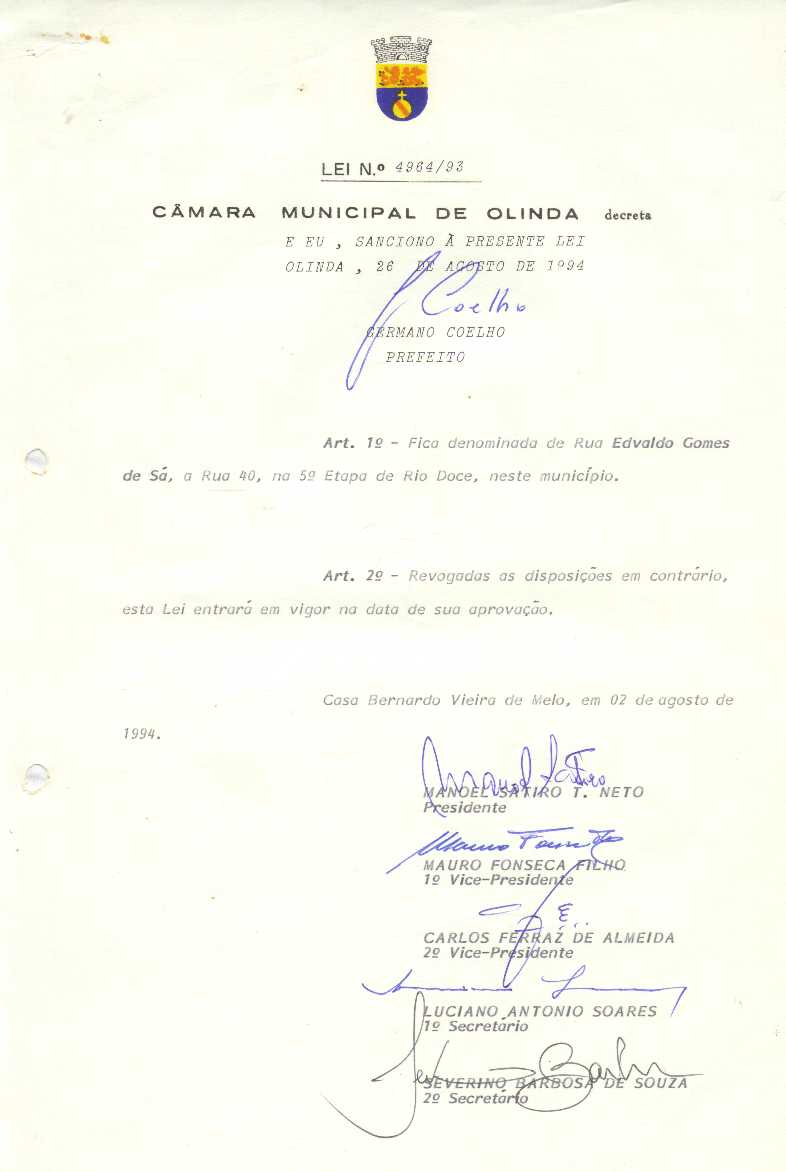 LEI N.º 4964/93
CÂMARA MUNICIPAL DE OLINDA decreta
E EU , SANCIONO À PRESENTE LEI
OLINDA , 26 DE AGOSTO DE 1994
Coelho
GERMANO COELHO
PREFEITO
Art. 1º - Fica denominada de Rua Edvaldo Gomes
de Sá, a Rua 40, na 5º Etapa de Rio Doce, neste município.
Art. 2º - Revogadas as disposições em contrário,
esta Lei entrará em vigor na data de sua aprovação.
Casa Bernardo Vieira de Melo, em 02 de agosto de
1994.
Manoel Satiro
MANOEL SATIRO T. NETO
Presidente
Mauro Fonseca
MAURO FONSECA FILHO
1º Vice-Presidente
CARLOS FERRAZ DE ALMEIDA
2º Vice-Presidente
LUCIANO ANTONIO SOARES
1º Secretário
SEVERINO BARBOSA DE SOUZA
2º Secretário